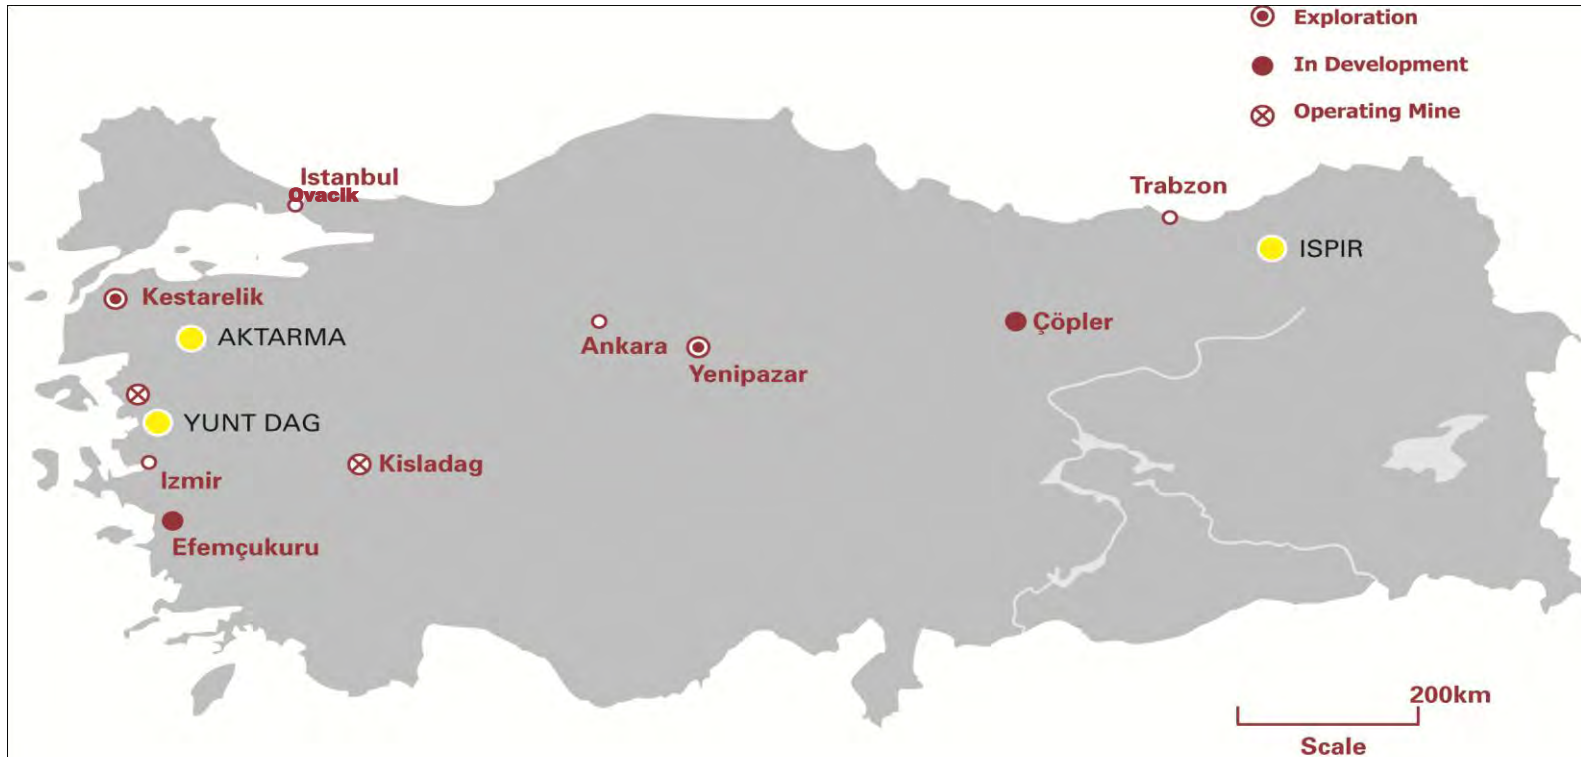 Exploration
In Development
Operating Mine
Istanbul
Ovacik
Trabzon
ISPIR
Kestarelik
AKTARMA
Ankara
Yenipazar
Çöpler
YUNT DAG
Izmir
Kisladag
Efemçukuru
200km
Scale